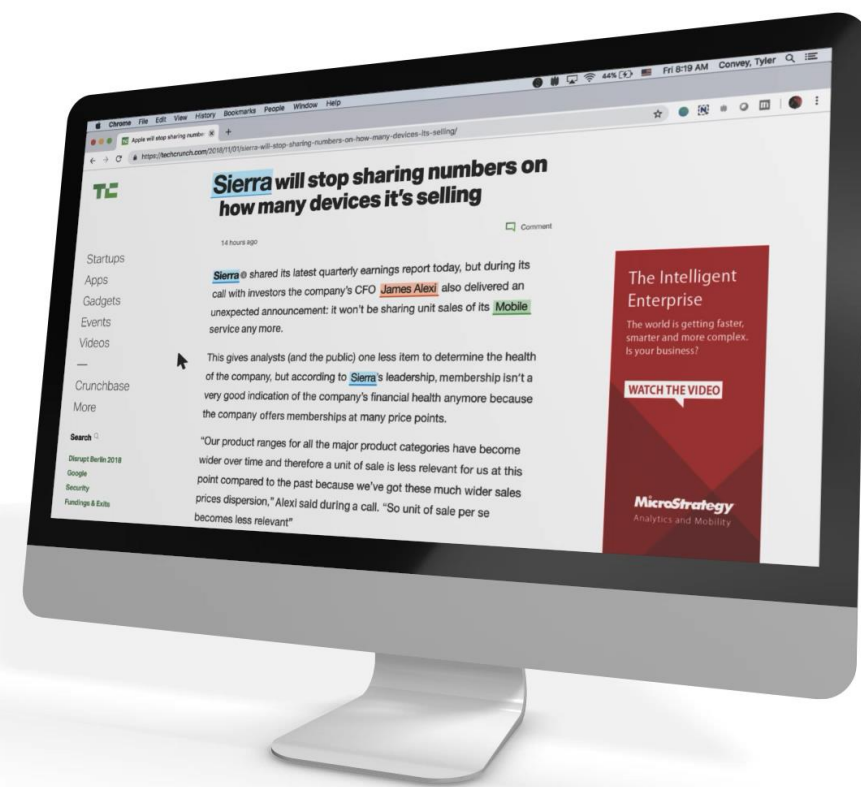 Chrome File Edit View History Bookmarks People Window Help
44% Fri 8:19 AM Convey, Tyler
Apple will stop sharing number
https://techcrunch.com/2018/11/01/sierra-will-stop-sharing-numbers-on-how-many-devices-its-selling/
TC
Startups
Apps
Gadgets
Events
Videos
—
Crunchbase
More
Search
Disrupt Berlin 2018
Google
Security
Fundings & Exits
Sierra will stop sharing numbers on
how many devices it's selling
14 hours ago
Comment
Sierra shared its latest quarterly earnings report today, but during its
call with investors the company's CFO James Alexi also delivered an
unexpected announcement: it won't be sharing unit sales of its Mobile
service any more.
This gives analysts (and the public) one less item to determine the health
of the company, but according to Sierra's leadership, membership isn't a
very good indication of the company's financial health anymore because
the company offers memberships at many price points.
"Our product ranges for all the major product categories have become
wider over time and therefore a unit of sale is less relevant for us at this
point compared to the past because we've got these much wider sales
prices dispersion," Alexi said during a call. "So unit of sale per se
becomes less relevant"
The Intelligent
Enterprise
The world is getting faster,
smarter and more complex.
Is your business?
WATCH THE VIDEO
MicroStrategy
Analytics and Mobility